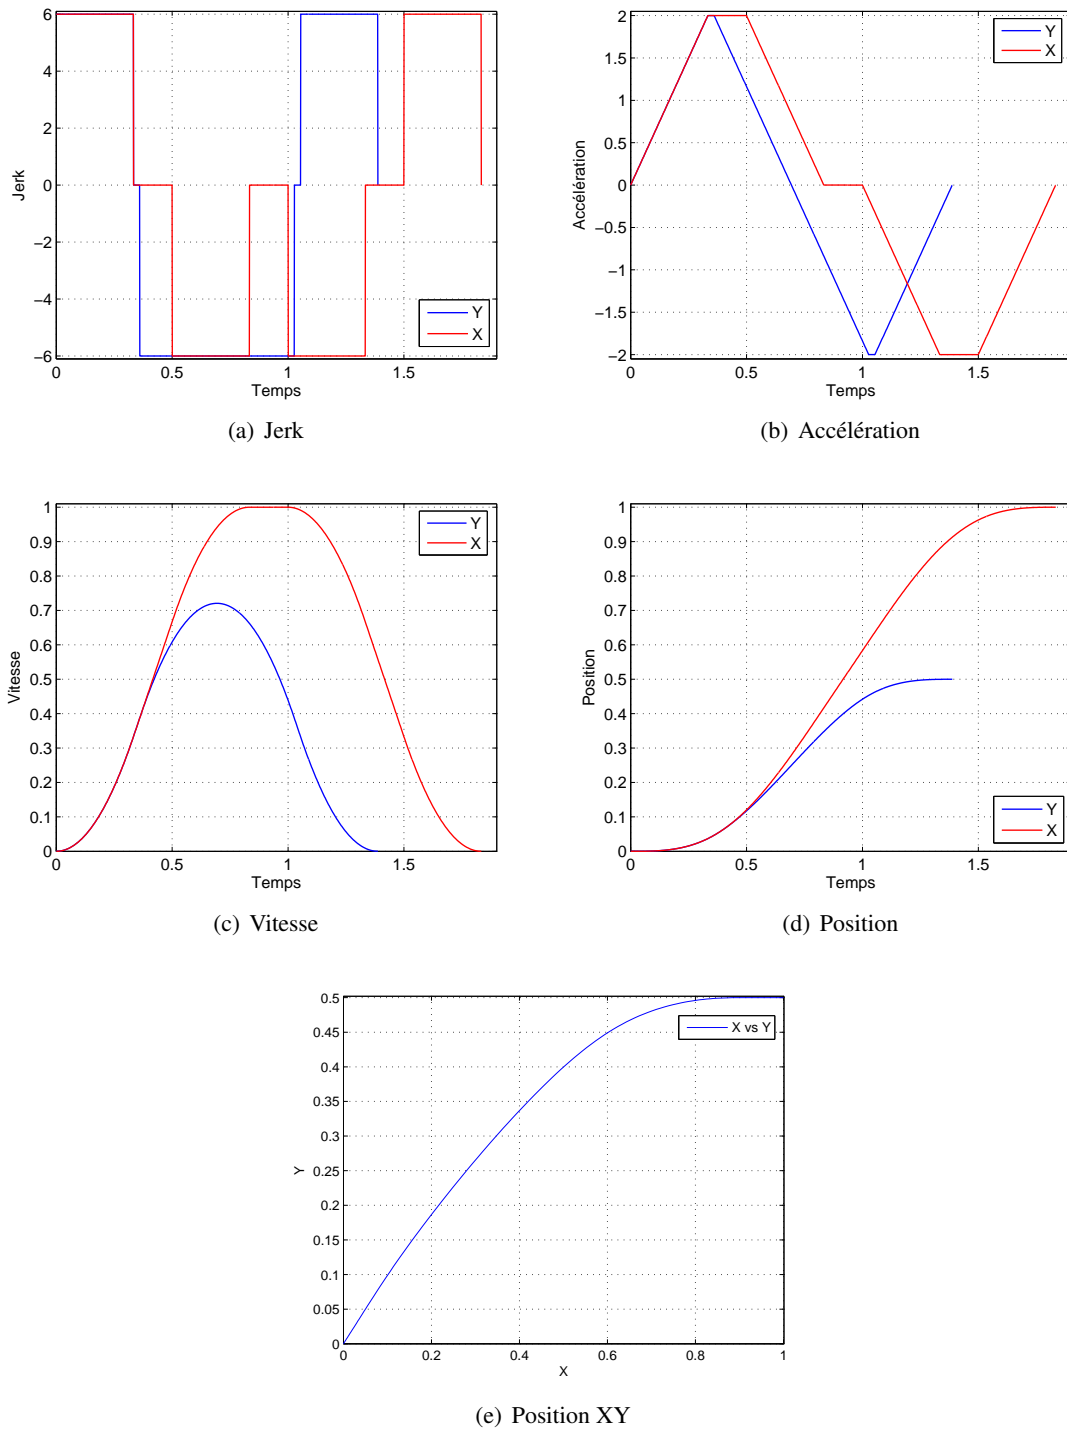 6
4
2
0
−2
−4
−6
Jerk
0
0.5
1
1.5
Temps
Y
X
(a) Jerk
2
1.5
1
0.5
0
−0.5
−1
−1.5
−2
Accélération
0
0.5
1
1.5
Temps
Y
X
(b) Accélération
1
0.9
0.8
0.7
0.6
0.5
0.4
0.3
0.2
0.1
0
Vitesse
0
0.5
1
1.5
Temps
Y
X
(c) Vitesse
1
0.9
0.8
0.7
0.6
0.5
0.4
0.3
0.2
0.1
0
Position
0
0.5
1
1.5
Temps
Y
X
(d) Position
0.5
0.45
0.4
0.35
0.3
0.25
0.2
0.15
0.1
0.05
0
Y
0
0.2
0.4
0.6
0.8
1
X
X vs Y
(e) Position XY